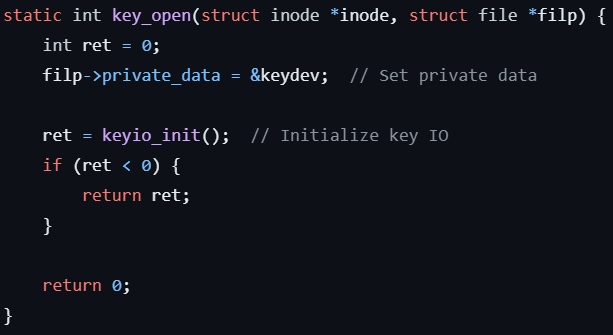 static int key_open(struct inode *inode, struct file *filp) {
    int ret = 0;
    filp->private_data = &keydev;  // Set private data

    ret = keyio_init();  // Initialize key IO
    if (ret < 0) {
        return ret;
    }

    return 0;
}